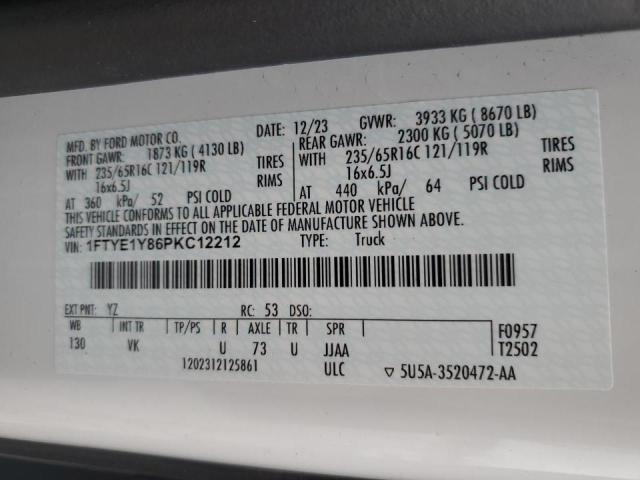 MFD. BY FORD MOTOR CO.
DATE: 12/23 GVWR: 3933 KG ( 8670 LB)
FRONT GAWR: 1873 KG ( 4130 LB)
REAR GAWR: 2300 KG ( 5070 LB)
WITH 235/65R16C 121/119R TIRES
WITH 235/65R16C 121/119R TIRES
16x6.5J RIMS
16x6.5J RIMS
AT 360 kPa/ 52 PSI COLD
AT 440 kPa/ 64 PSI COLD
THIS VEHICLE CONFORMS TO ALL APPLICABLE FEDERAL MOTOR VEHICLE
SAFETY STANDARDS IN EFFECT ON THE DATE OF MANUFACTURE SHOWN ABOVE.
VIN: 1FTYE1Y86PKC12212 TYPE: Truck
EXT PNT: YZ RC: 53 DSO:
WB INT TR TP/PS R AXLE TR SPR
130 VK U 73 U JJAA
1202312125861 ULC
F0957
T2502
▽ 5U5A-3520472-AA